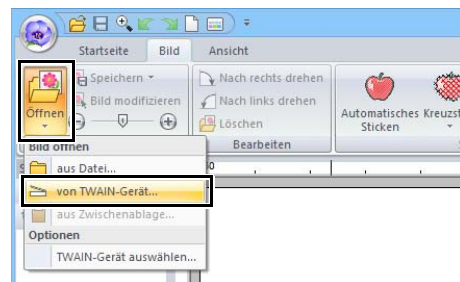 Startseite Bild Ansicht
Öffnen
Speichern
Bild modifizieren
Nach rechts drehen
Nach links drehen
Löschen
Bearbeiten
Automatisches Sticken
Bild öffnen
aus Datei...
von TWAIN-Gerät...
aus Zwischenablage...
Optionen
TWAIN-Gerät auswählen...